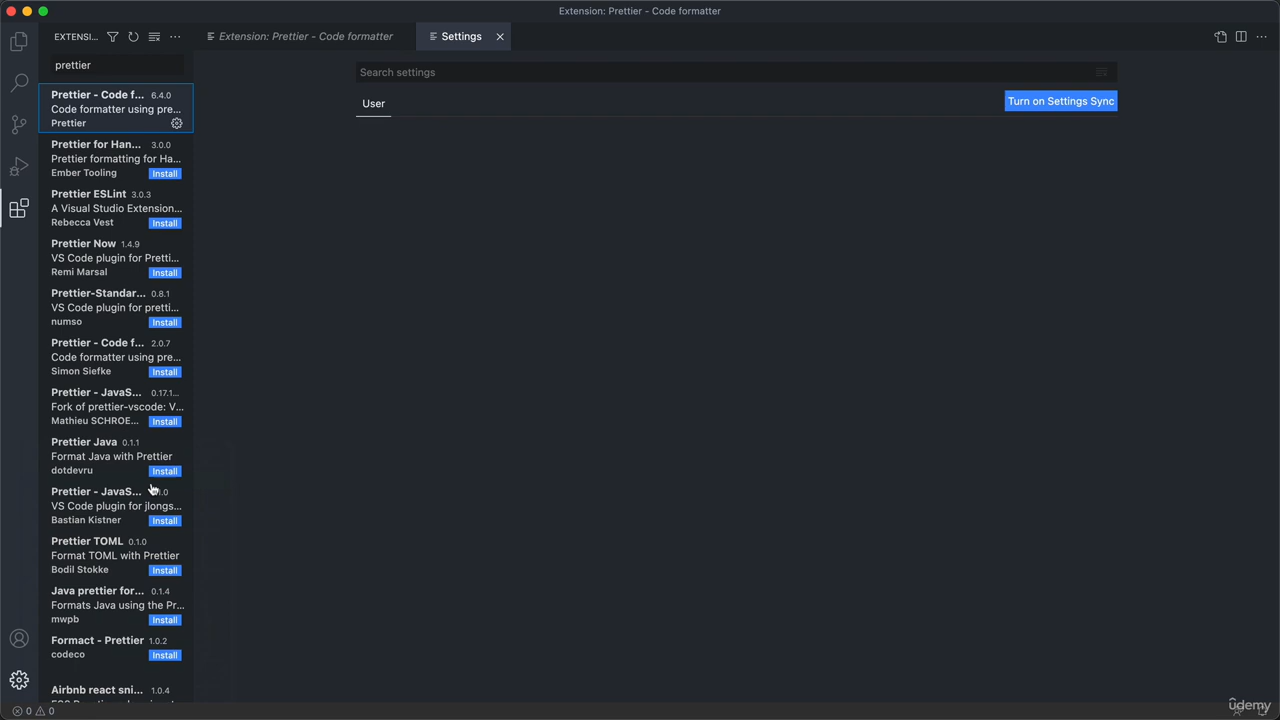 Extension: Prettier - Code formatter
EXTENSI...
Extension: Prettier - Code formatter
Settings
prettier
Search settings
User
Turn on Settings Sync
Prettier - Code f... 6.4.0
Code formatter using pre...
Prettier
Prettier for Han... 3.0.0
Prettier formatting for Ha...
Ember Tooling Install
Prettier ESLint 3.0.3
A Visual Studio Extension...
Rebecca Vest Install
Prettier Now 1.4.9
VS Code plugin for Pretti...
Remi Marsal Install
Prettier-Standar... 0.8.1
VS Code plugin for pretti...
numso Install
Prettier - Code f... 2.0.7
Code formatter using pre...
Simon Siefke Install
Prettier - JavaS... 0.17.1...
Fork of prettier-vscode: V...
Mathieu SCHROE... Install
Prettier Java 0.1.1
Format Java with Prettier
dotdevru Install
Prettier - JavaS...
VS Code plugin for jlongs...
Bastian Kistner Install
Prettier TOML 0.1.0
Format TOML with Prettier
Bodil Stokke Install
Java prettier for... 0.1.4
Formats Java using the Pr...
mwpb Install
Formact - Prettier 1.0.2
codeco Install
Airbnb react sni... 1.0.4
0 0
udemy